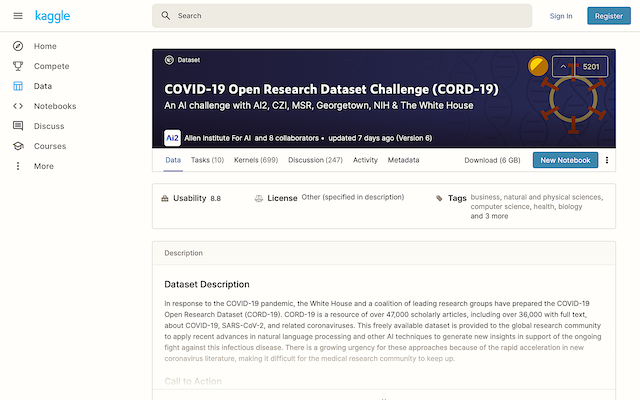 kaggle
Search
Sign In
Register
Home
Compete
Data
Notebooks
Discuss
Courses
More
Dataset
COVID-19 Open Research Dataset Challenge (CORD-19)
An AI challenge with AI2, CZI, MSR, Georgetown, NIH & The White House
5201
Ai2
Allen Institute For AI and 8 collaborators • updated 7 days ago (Version 6)
Data Tasks (10) Kernels (699) Discussion (247) Activity Metadata Download (6 GB) New Notebook
Usability 8.8
License Other (specified in description)
Tags business, natural and physical sciences,
computer science, health, biology
and 3 more
Description
Dataset Description
In response to the COVID-19 pandemic, the White House and a coalition of leading research groups have prepared the COVID-19
Open Research Dataset (CORD-19). CORD-19 is a resource of over 47,000 scholarly articles, including over 36,000 with full text,
about COVID-19, SARS-CoV-2, and related coronaviruses. This freely available dataset is provided to the global research community
to apply recent advances in natural language processing and other AI techniques to generate new insights in support of the ongoing
fight against this infectious disease. There is a growing urgency for these approaches because of the rapid acceleration in new
coronavirus literature, making it difficult for the medical research community to keep up.
Call to Action